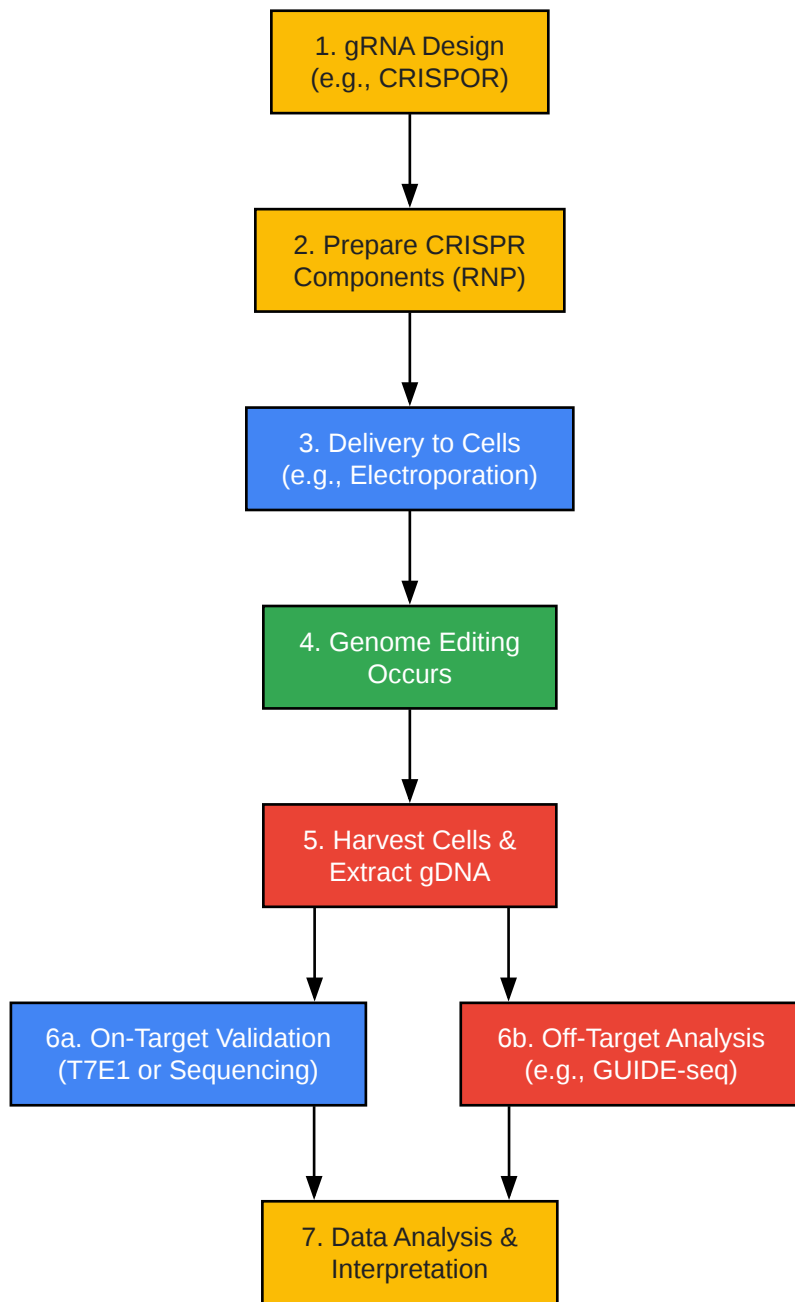 1. gRNA Design
(e.g., CRISPOR)
2. Prepare CRISPR
Components (RNP)
3. Delivery to Cells
(e.g., Electroporation)
4. Genome Editing
Occurs
5. Harvest Cells &
Extract gDNA
6a. On-Target Validation
(T7E1 or Sequencing)
6b. Off-Target Analysis
(e.g., GUIDE-seq)
7. Data Analysis &
Interpretation